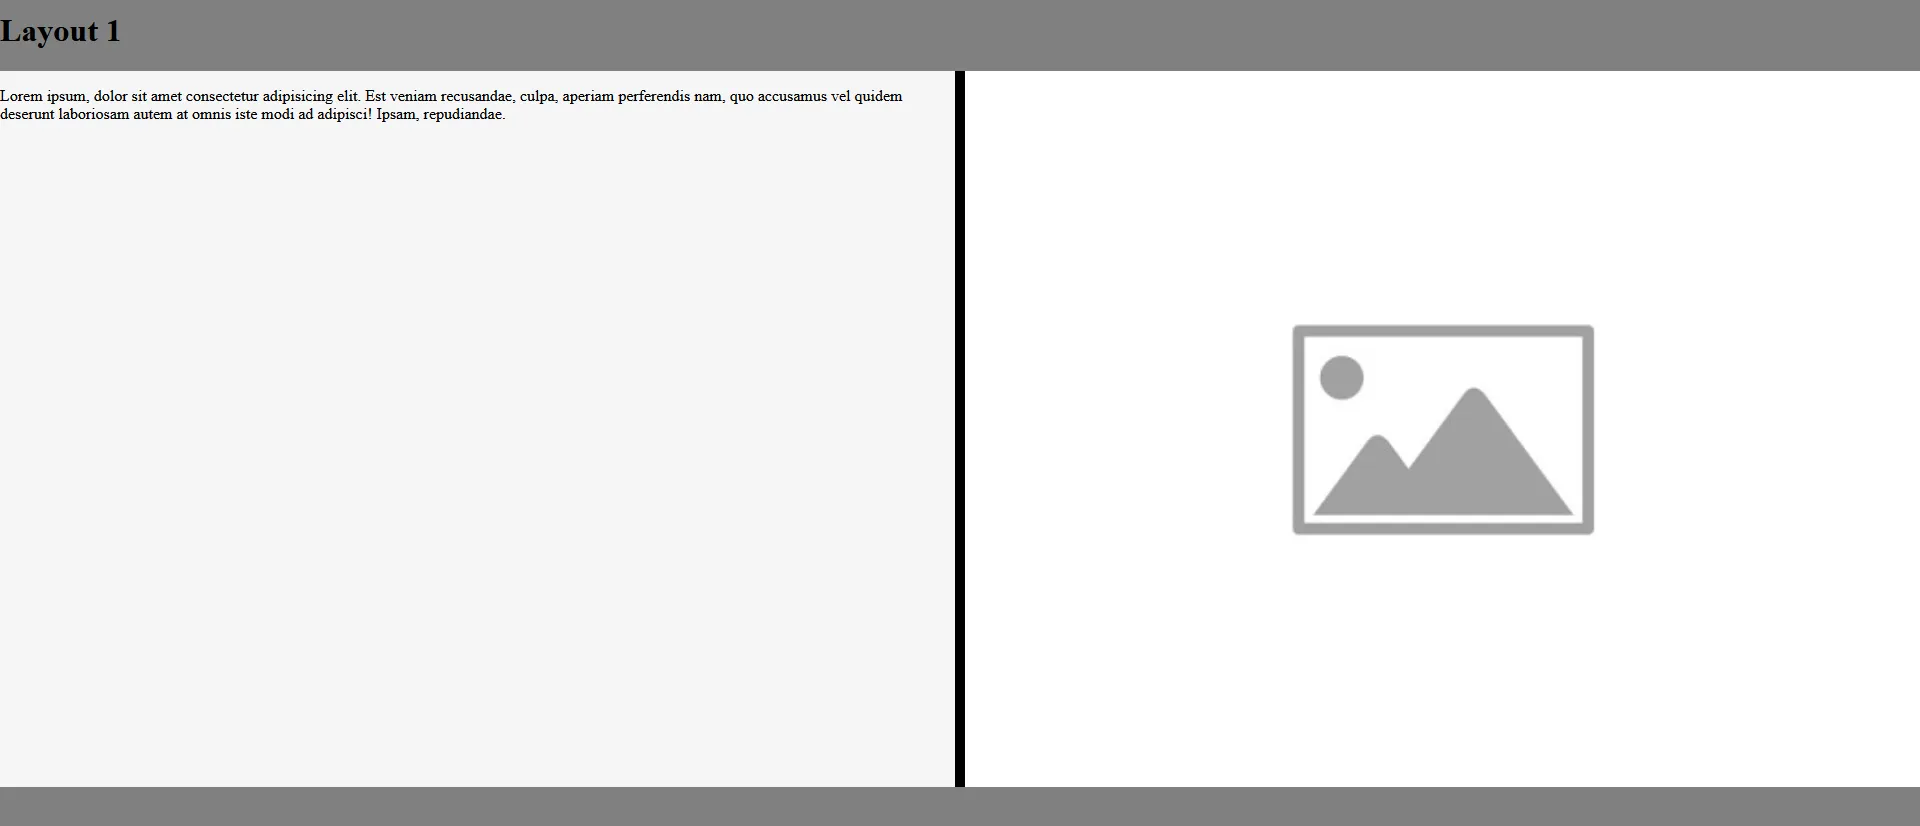 Layout 1
Lorem ipsum, dolor sit amet consectetur adipisicing elit. Est veniam recusandae, culpa, aperiam perferendis nam, quo accusamus vel quidem
deserunt laboriosam autem at omnis iste modi ad adipisci! Ipsam, repudiandae.